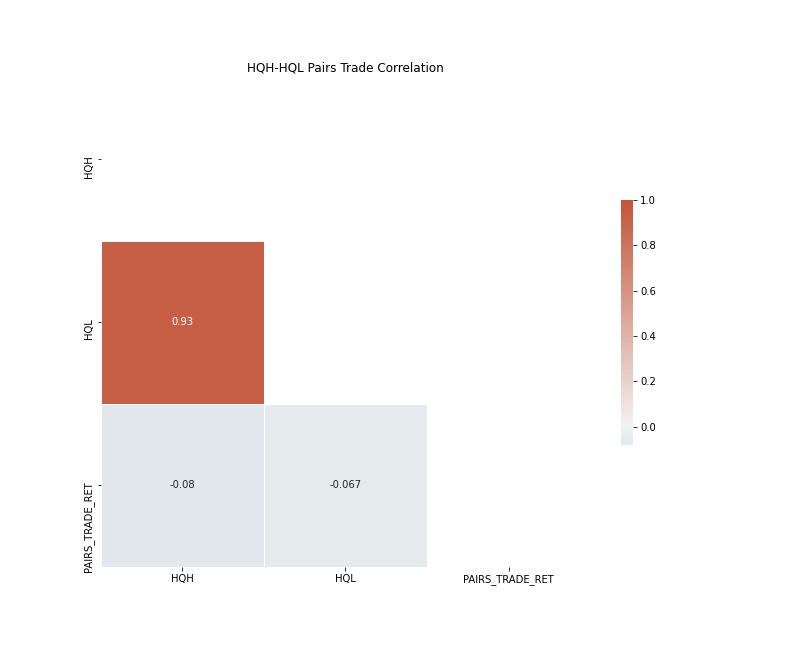 HQH-HQL Pairs Trade Correlation
HQH
HQL
PAIRS_TRADE_RET
0.93
-0.08
-0.067
HQH
HQL
PAIRS_TRADE_RET
1.0
0.8
0.6
0.4
0.2
0.0